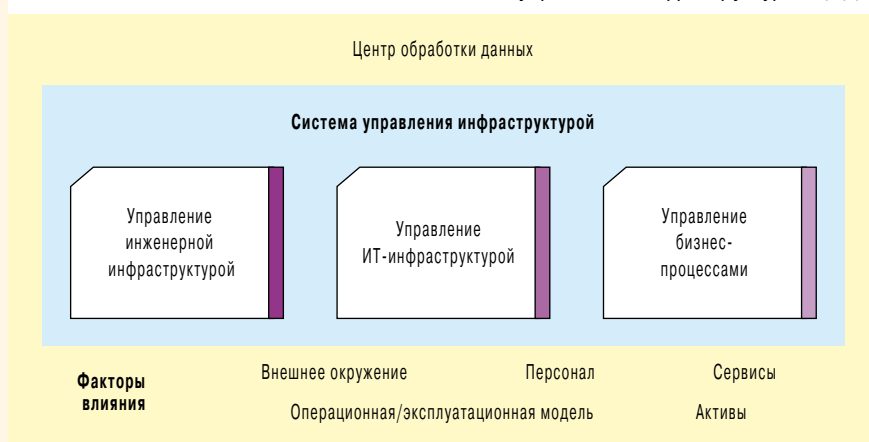 Центр обработки данных
Система управления инфраструктурой
Управление
инженерной
инфраструктурой
Управление
ИТ-инфраструктурой
Управление
бизнес-
процессами
Факторы
влияния
Внешнее окружение Персонал Сервисы
Операционная/эксплуатационная модель Активы